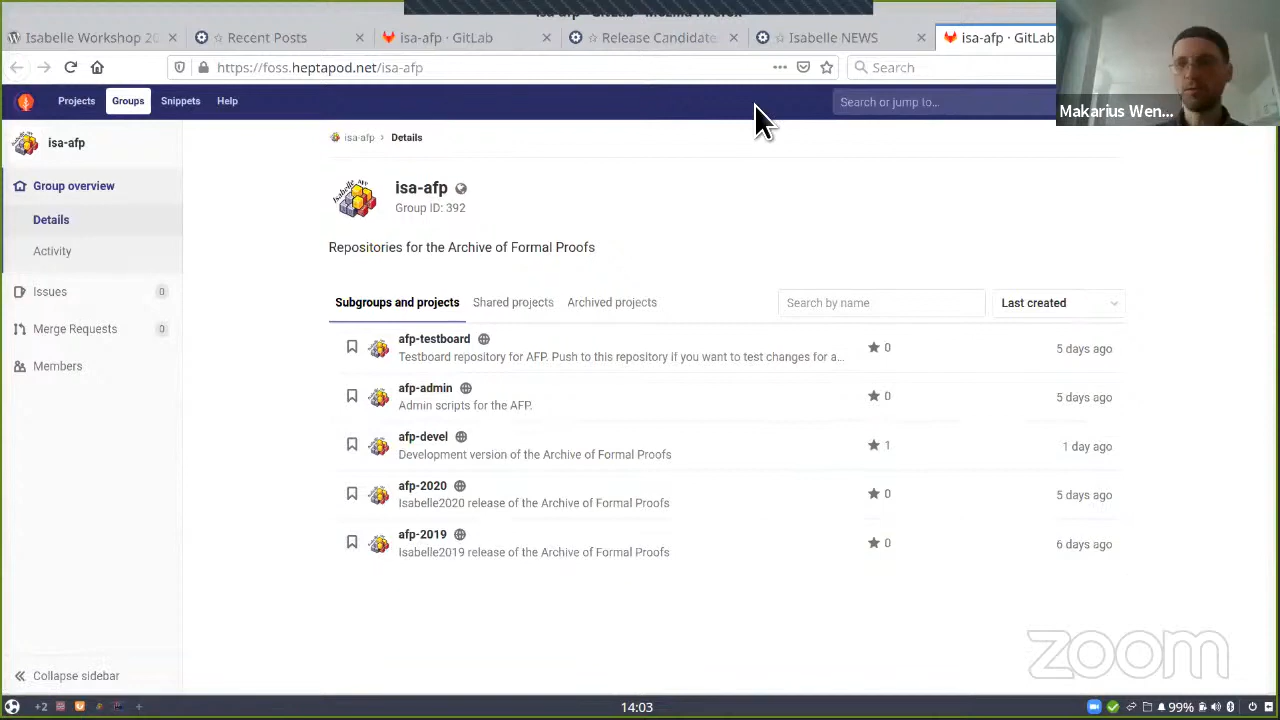 Isabelle Workshop 20
Recent Posts
isa-afp · GitLab
Release Candidate
Isabelle NEWS
isa-afp · GitLab
https://foss.heptapod.net/isa-afp
Search
Projects
Groups
Snippets
Help
Search or jump to...
Makarius Wen...
isa-afp
isa-afp › Details
Group overview
Details
Activity
Issues 0
Merge Requests 0
Members
isa-afp
Group ID: 392
Repositories for the Archive of Formal Proofs
Subgroups and projects
Shared projects
Archived projects
Search by name
Last created
afp-testboard
Testboard repository for AFP. Push to this repository if you want to test changes for a...
0
5 days ago
afp-admin
Admin scripts for the AFP.
0
5 days ago
afp-devel
Development version of the Archive of Formal Proofs
1
1 day ago
afp-2020
Isabelle2020 release of the Archive of Formal Proofs
0
5 days ago
afp-2019
Isabelle2019 release of the Archive of Formal Proofs
0
6 days ago
zoom
Collapse sidebar
+2
14:03
99%